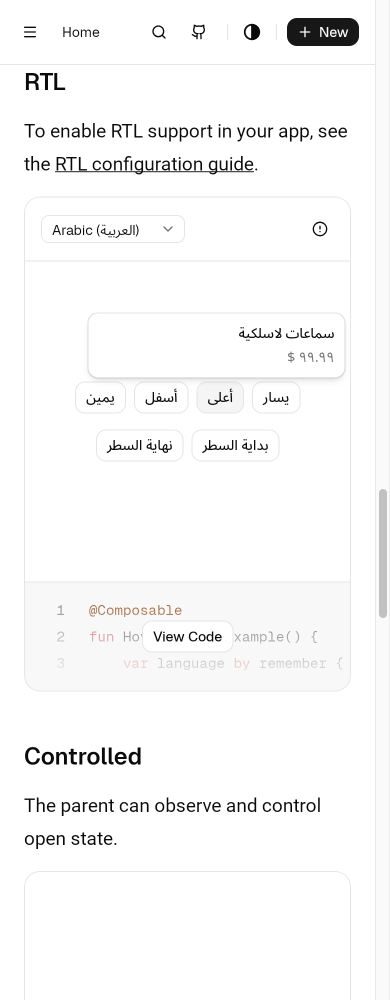 Home
New
RTL
To enable RTL support in your app, see
the RTL configuration guide.
Arabic (العربية)
سماعات لاسلكية
٩٩.٩٩ $
يسار
أعلى
أسفل
يمين
بداية السطر
نهاية السطر
1 @Composable
2 fun Ho
View Code
xample() {
3 var language by remember {
Controlled
The parent can observe and control
open state.